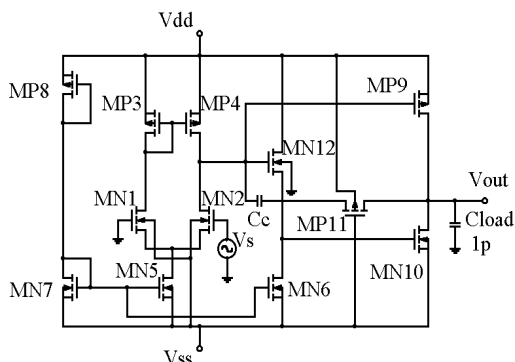 Vdd
MP8
MP3
MP4
MP9
MN12
MN1
MN2
Cc
Vout
Vs
MP11
Cload
1p
MN7
MN5
MN6
MN10
Vss